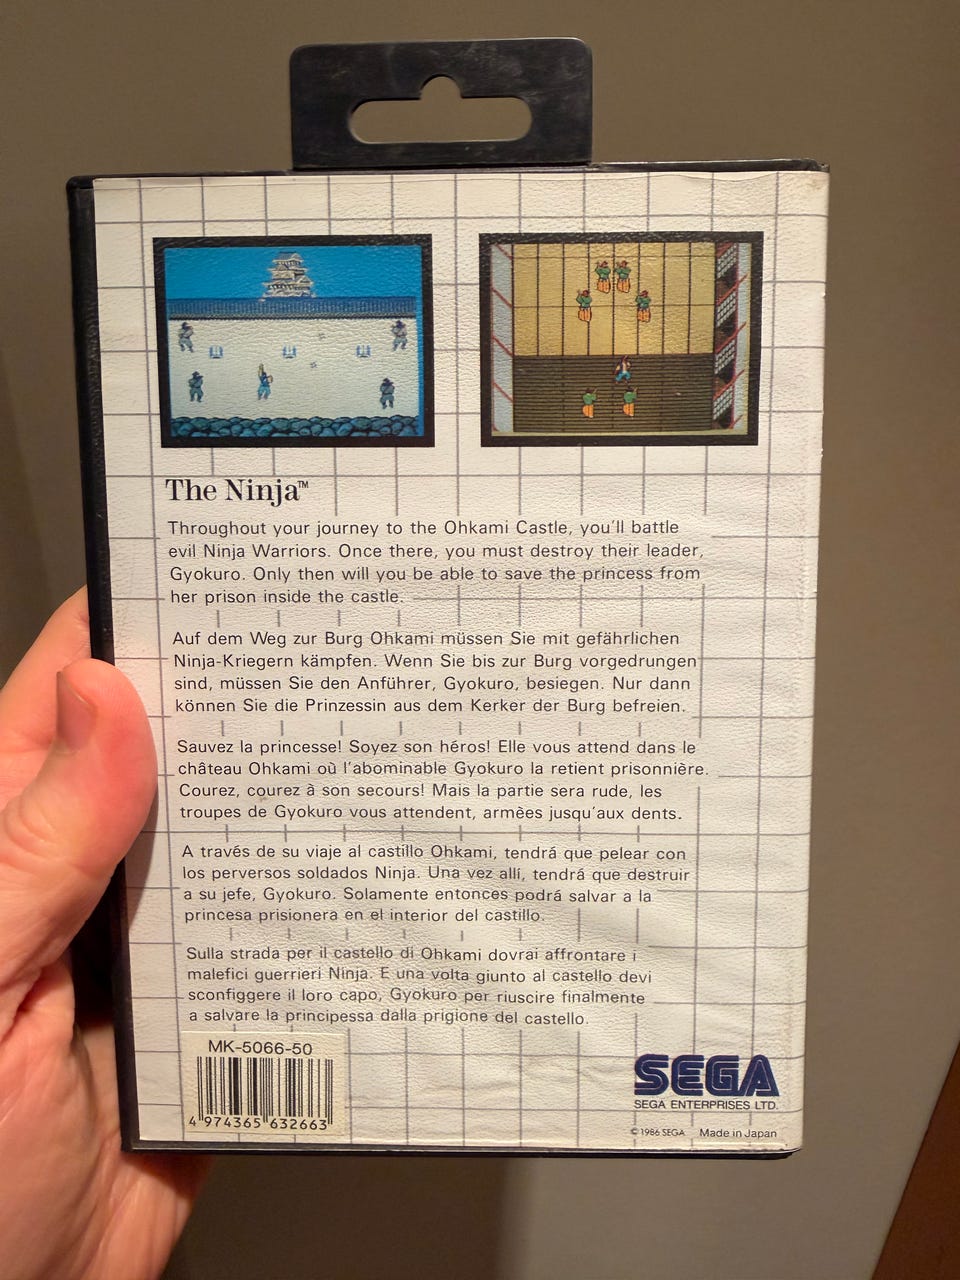 The Ninja™
Throughout your journey to the Ohkami Castle, you'll battle
evil Ninja Warriors. Once there, you must destroy their leader,
Gyokuro. Only then will you be able to save the princess from
her prison inside the castle.
Auf dem Weg zur Burg Ohkami müssen Sie mit gefährlichen
Ninja-Kriegern kämpfen. Wenn Sie bis zur Burg vorgedrungen
sind, müssen Sie den Anführer, Gyokuro, besiegen. Nur dann
können Sie die Prinzessin aus dem Kerker der Burg befreien.
Sauvez la princesse! Soyez son héros! Elle vous attend dans le
château Ohkami où l'abominable Gyokuro la retient prisonnière.
Courez, courez à son secours! Mais la partie sera rude, les
troupes de Gyokuro vous attendent, armèes jusqu'aux dents.
A través de su viaje al castillo Ohkami, tendrá que pelear con
los perversos soldados Ninja. Una vez allí, tendrá que destruir
a su jefe, Gyokuro. Solamente entonces podrá salvar a la
princesa prisionera en el interior del castillo.
Sulla strada per il castello di Ohkami dovrai affrontare i
malefici guerrieri Ninja. E una volta giunto al castello devi
sconfiggere il loro capo, Gyokuro per riuscire finalmente
a salvare la principessa dalla prigione del castello.
MK-5066-50
4 974365 632663
SEGA
SEGA ENTERPRISES LTD.
© 1986 SEGA Made in Japan